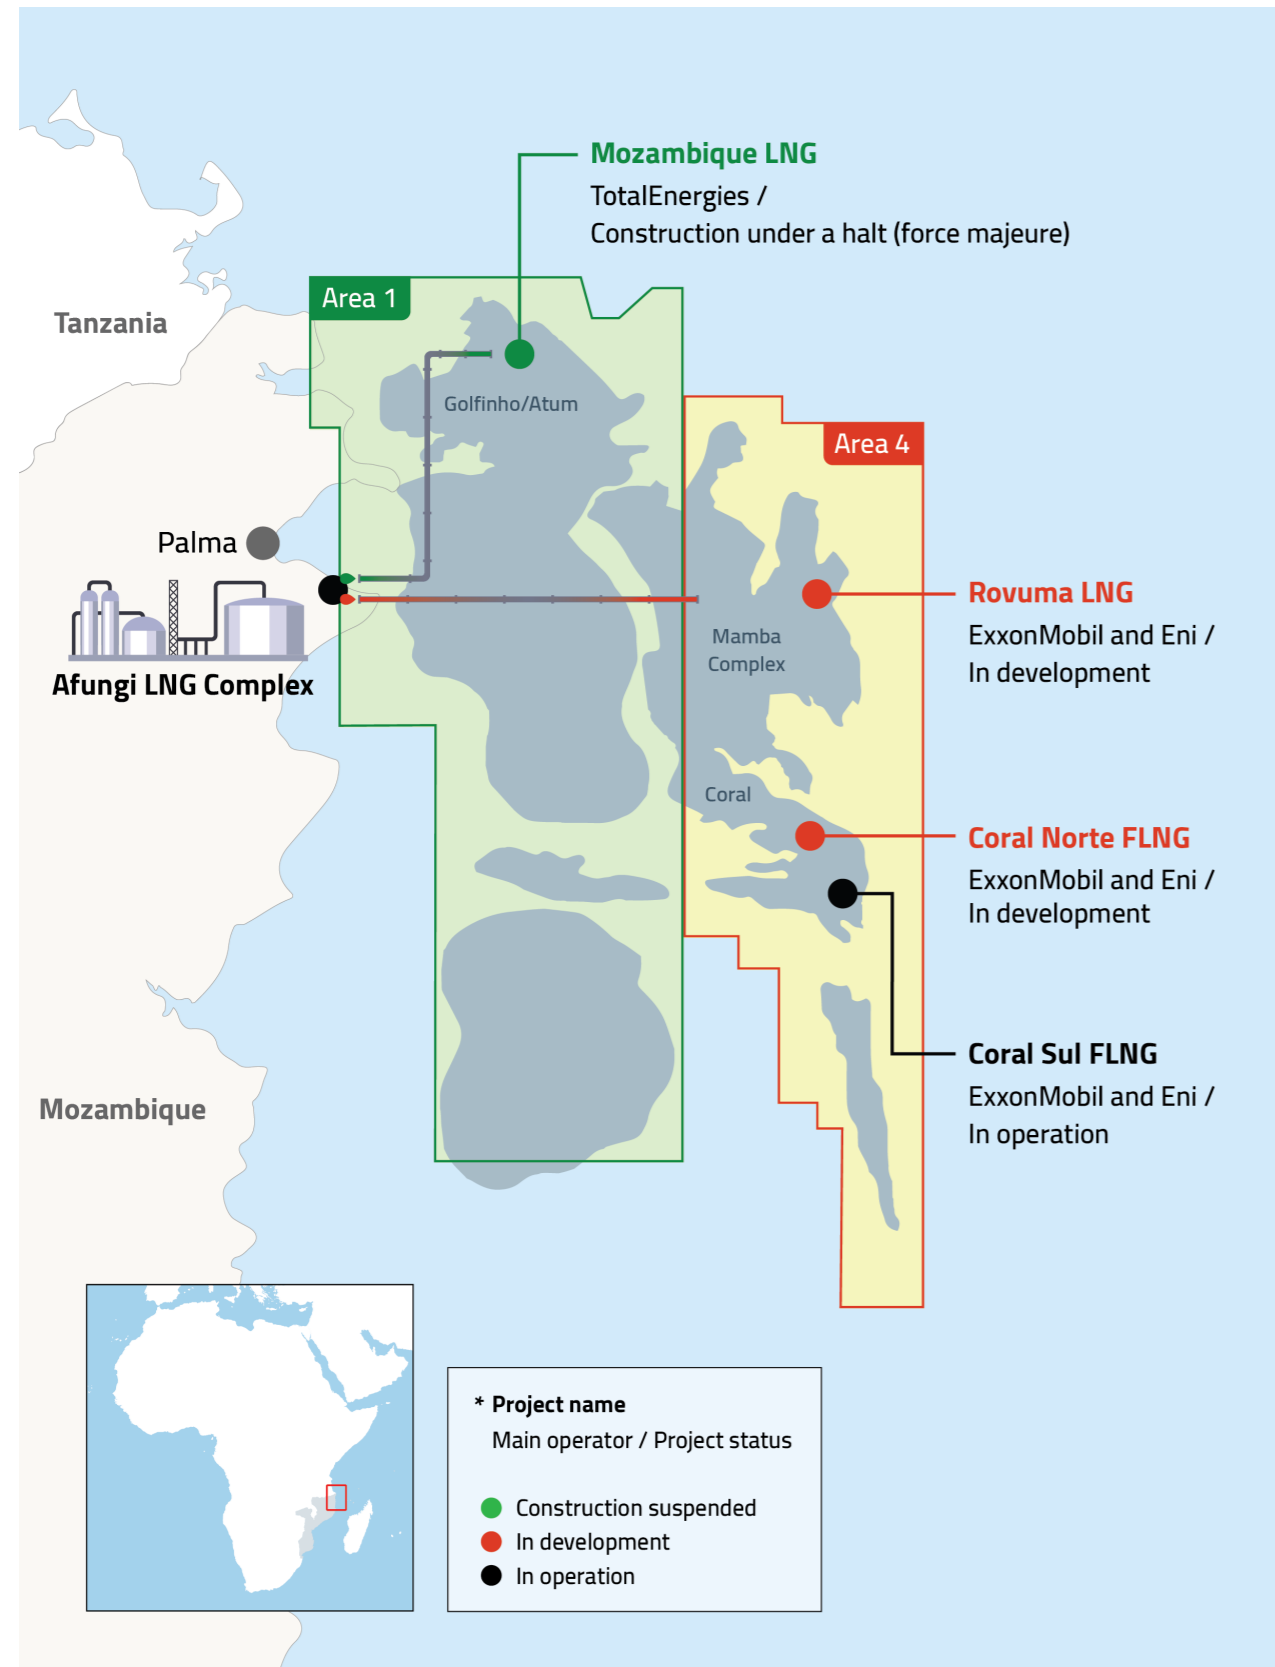 Mozambique LNG
TotalEnergies /
Construction under a halt (force majeure)
Area 1
Tanzania
Golfinho/Atum
Area 4
Palma
Afungi LNG Complex
Mamba
Complex
Rovuma LNG
ExxonMobil and Eni /
In development
Coral
Coral Norte FLNG
ExxonMobil and Eni /
In development
Coral Sul FLNG
ExxonMobil and Eni /
In operation
Mozambique
* Project name
Main operator / Project status
Construction suspended
In development
In operation